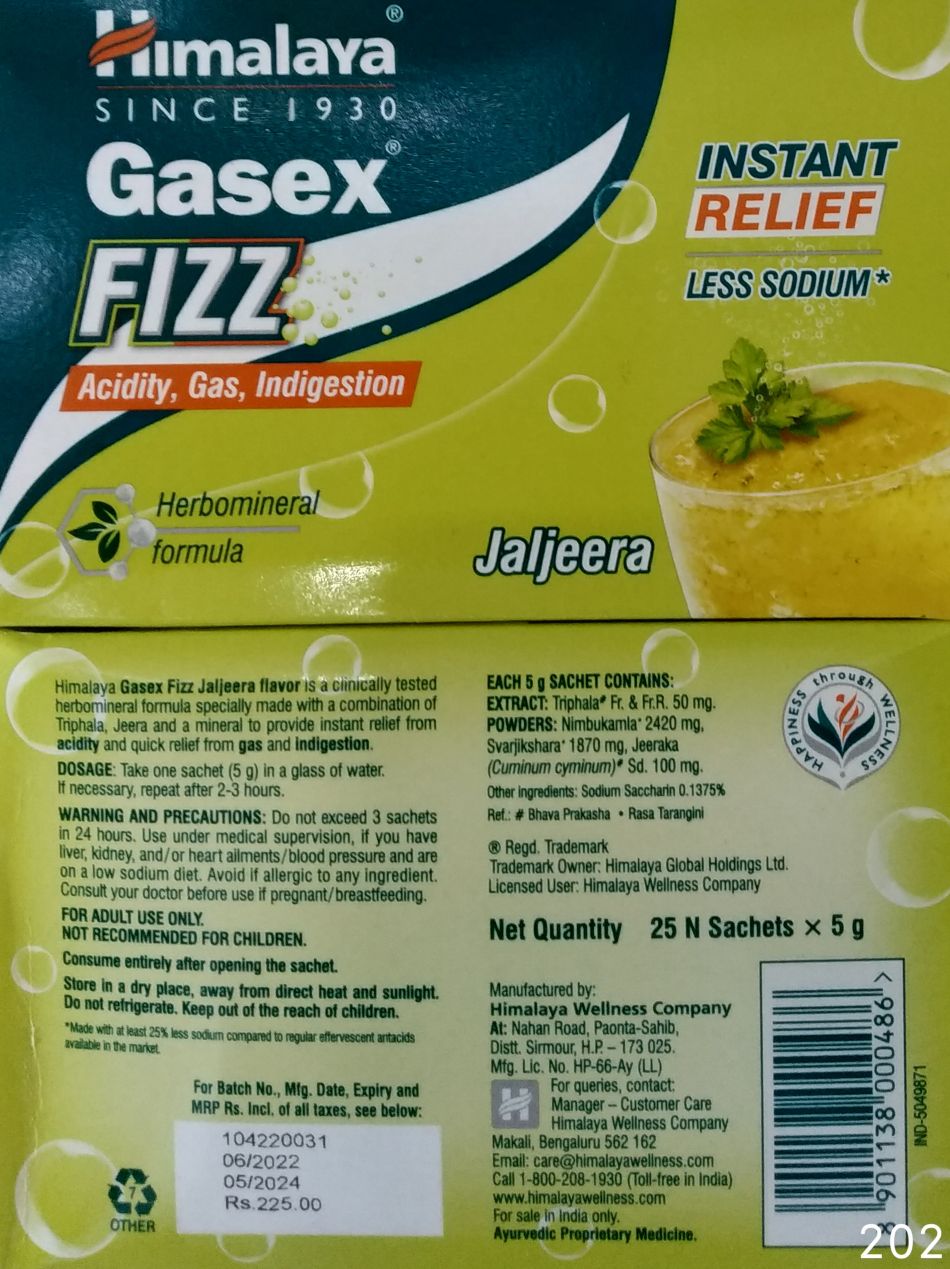 Himalaya®
SINCE 1930
Gasex®
FIZZ
Acidity, Gas, Indigestion
Herbomineral
formula
INSTANT
RELIEF
LESS SODIUM*
Jaljeera
Himalaya Gasex Fizz Jaljeera flavor is a clinically tested
herbomineral formula specially made with a combination of
Triphala, Jeera and a mineral to provide instant relief from
acidity and quick relief from gas and indigestion.
DOSAGE: Take one sachet (5 g) in a glass of water.
If necessary, repeat after 2-3 hours.
WARNING AND PRECAUTIONS: Do not exceed 3 sachets
in 24 hours. Use under medical supervision, if you have
liver, kidney, and/or heart ailments/blood pressure and are
on a low sodium diet. Avoid if allergic to any ingredient.
Consult your doctor before use if pregnant/breastfeeding.
FOR ADULT USE ONLY.
NOT RECOMMENDED FOR CHILDREN.
Consume entirely after opening the sachet.
Store in a dry place, away from direct heat and sunlight.
Do not refrigerate. Keep out of the reach of children.
*Made with at least 25% less sodium compared to regular effervescent antacids
available in the market.
For Batch No., Mfg. Date, Expiry and
MRP Rs. Incl. of all taxes, see below:
104220031
06/2022
05/2024
Rs.225.00
7
OTHER
EACH 5 g SACHET CONTAINS:
EXTRACT: Triphala# Fr. & Fr.R. 50 mg.
POWDERS: Nimbukamla• 2420 mg,
Svarjikshara• 1870 mg, Jeeraka
(Cuminum cyminum)# Sd. 100 mg.
Other ingredients: Sodium Saccharin 0.1375%
Ref.: # Bhava Prakasha • Rasa Tarangini
® Regd. Trademark
Trademark Owner: Himalaya Global Holdings Ltd.
Licensed User: Himalaya Wellness Company
HAPPINESS through WELLNESS
Net Quantity 25 N Sachets × 5 g
Manufactured by:
Himalaya Wellness Company
At: Nahan Road, Paonta-Sahib,
Distt. Sirmour, H.P. – 173 025.
Mfg. Lic. No. HP-66-Ay (LL)
For queries, contact:
Manager – Customer Care
Himalaya Wellness Company
Makali, Bengaluru 562 162
Email: care@himalayawellness.com
Call 1-800-208-1930 (Toll-free in India)
www.himalayawellness.com
For sale in India only.
Ayurvedic Proprietary Medicine.
8 901138 000486 >
IND-5049871
202